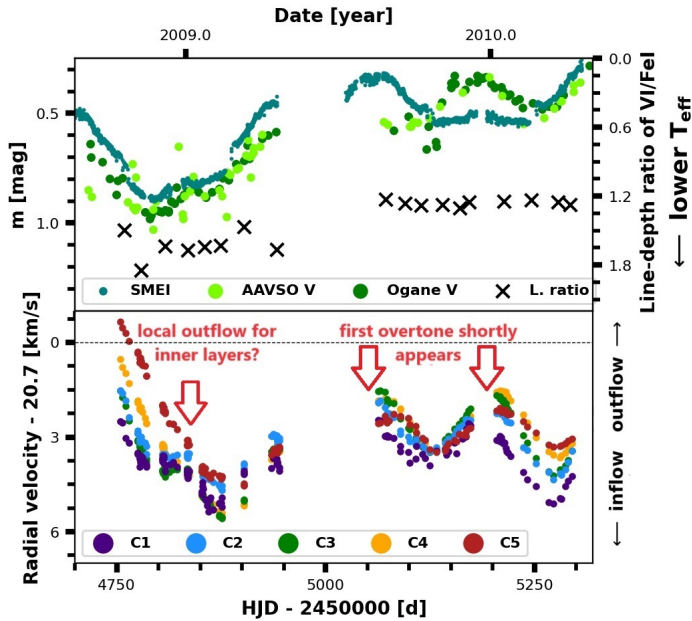 Date [year]
2009.0 2010.0
m [mag]
0.5
1.0
0.0
0.6
1.2
1.8
Line-depth ratio of VI/FeI
⟵ lower Teff
SMEI AAVSO V Ogane V L. ratio
local outflow for
inner layers?
first overtone shortly
appears
Radial velocity - 20.7 [km/s]
0
3
6
⟵ inflow outflow ⟶
C1 C2 C3 C4 C5
4750 5000 5250
HJD - 2450000 [d]